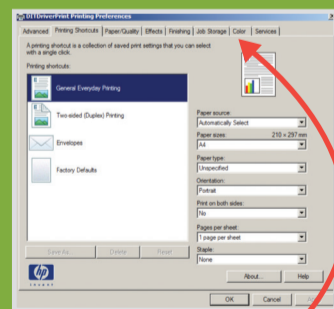 DITDriverPrint Printing Preferences
Advanced Printing Shortcuts Paper/Quality Effects Finishing Job Storage Color Services
A printing shortcut is a collection of saved print settings that you can select
with a single click.
Printing shortcuts:
General Everyday Printing
Two-sided (Duplex) Printing
Envelopes
Factory Defaults
Paper source:
Automatically Select
Paper sizes: 210 × 297 mm
A4
Paper type:
Unspecified
Orientation:
Portrait
Print on both sides:
No
Pages per sheet:
1 page per sheet
Staple:
None
Save As...
Delete
Reset
hp
invent
About...
Help
OK
Cancel